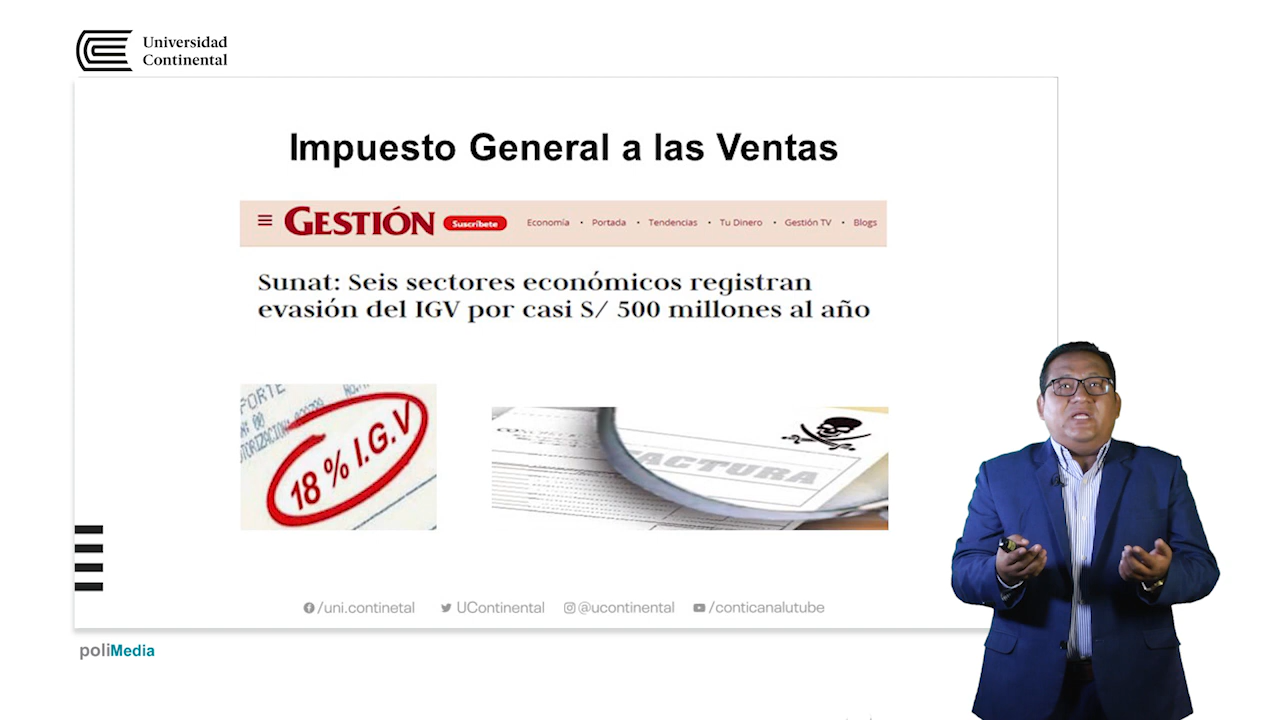 Universidad
Continental
Impuesto General a las Ventas
GESTIÓN
Suscríbete
Economía • Portada • Tendencias • Tu Dinero • Gestión TV • Blogs
Sunat: Seis sectores económicos registran
evasión del IGV por casi S/ 500 millones al año
18% I.G.V
FACTURA
/uni.continetal UContinental @ucontinental /conticanalutube
poliMedia